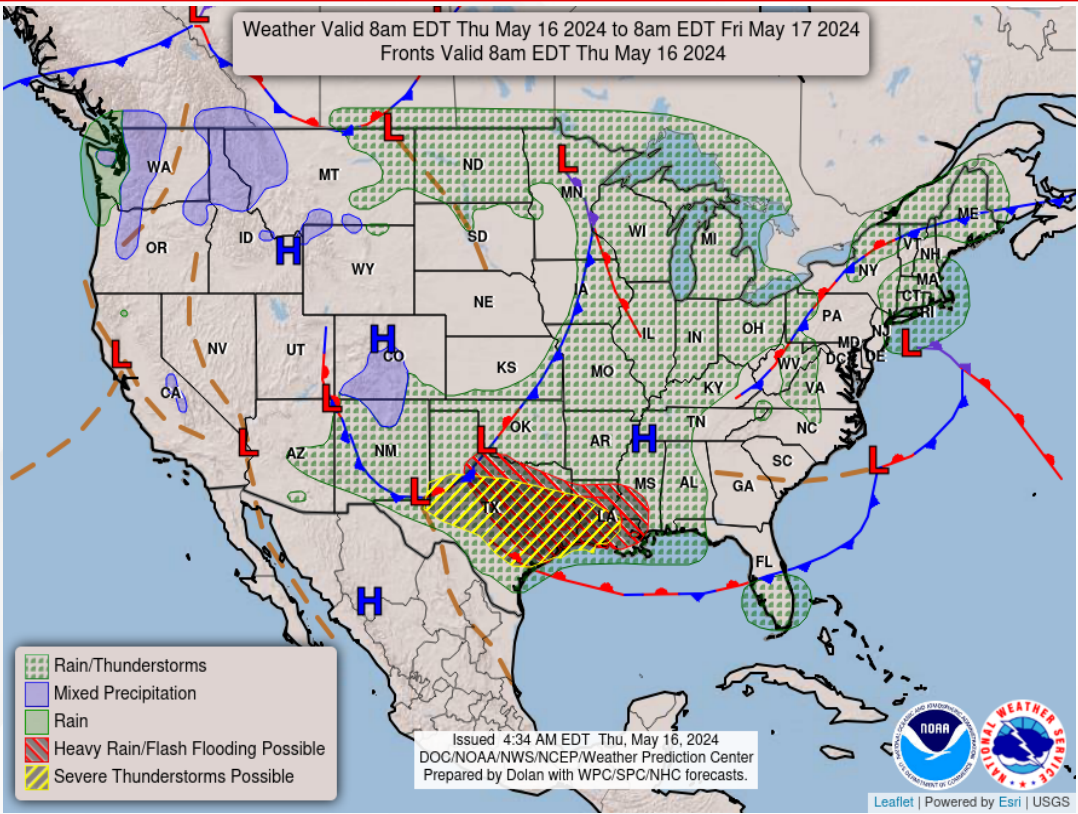 Weather Valid 8am EDT Thu May 16 2024 to 8am EDT Fri May 17 2024
Fronts Valid 8am EDT Thu May 16 2024
L
L
L
H
H
L
L
L
L
L
L
L
H
H
WA
OR
ID
MT
ND
SD
MN
WI
MI
WY
NE
IA
IL
IN
OH
PA
NY
VT
NH
ME
MA
CT
RI
NJ
MD
DE
DC
WV
VA
KY
NC
TN
SC
GA
AL
MS
FL
LA
AR
MO
KS
OK
TX
NM
CO
UT
NV
CA
AZ
Rain/Thunderstorms
Mixed Precipitation
Rain
Heavy Rain/Flash Flooding Possible
Severe Thunderstorms Possible
Issued 4:34 AM EDT, Thu, May 16, 2024
DOC/NOAA/NWS/NCEP/Weather Prediction Center
Prepared by Dolan with WPC/SPC/NHC forecasts.
NOAA
NATIONAL WEATHER SERVICE
Leaflet | Powered by Esri | USGS